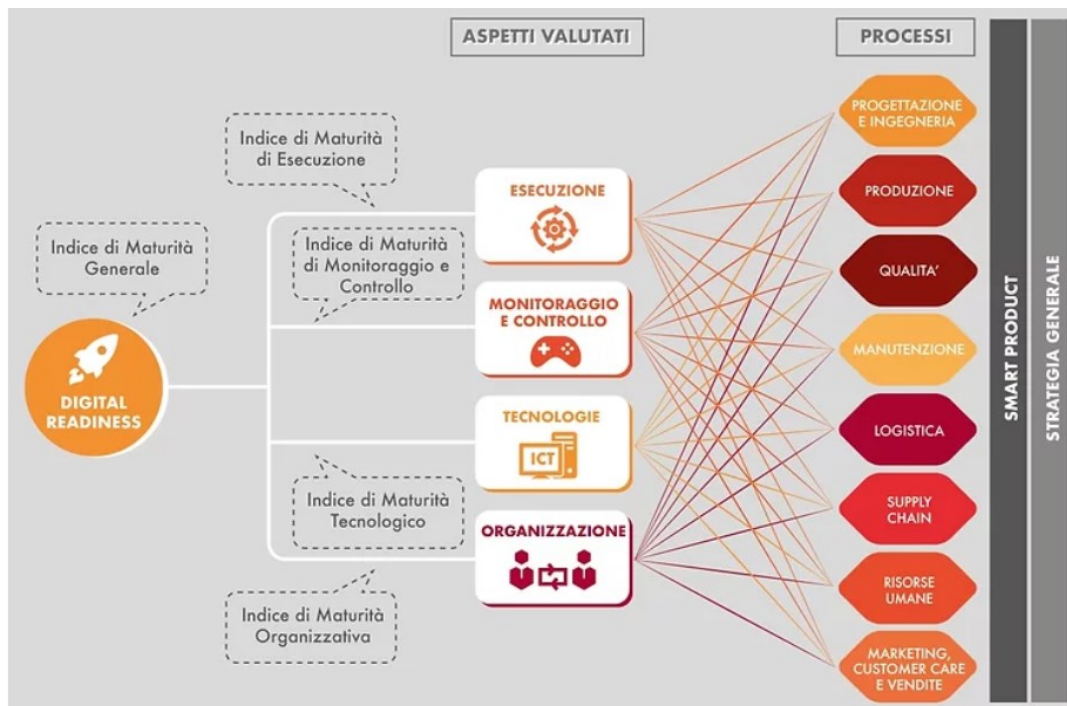 ASPETTI VALUTATI
PROCESSI
Indice di Maturità
di Esecuzione
Indice di Maturità
Generale
Indice di Maturità
di Monitoraggio e
Controllo
DIGITAL
READINESS
Indice di Maturità
Tecnologico
Indice di Maturità
Organizzativa
ESECUZIONE
MONITORAGGIO
E CONTROLLO
TECNOLOGIE
ICT
ORGANIZZAZIONE
PROGETTAZIONE
E INGEGNERIA
PRODUZIONE
QUALITA'
MANUTENZIONE
LOGISTICA
SUPPLY
CHAIN
RISORSE
UMANE
MARKETING,
CUSTOMER CARE
E VENDITE
SMART PRODUCT
STRATEGIA GENERALE